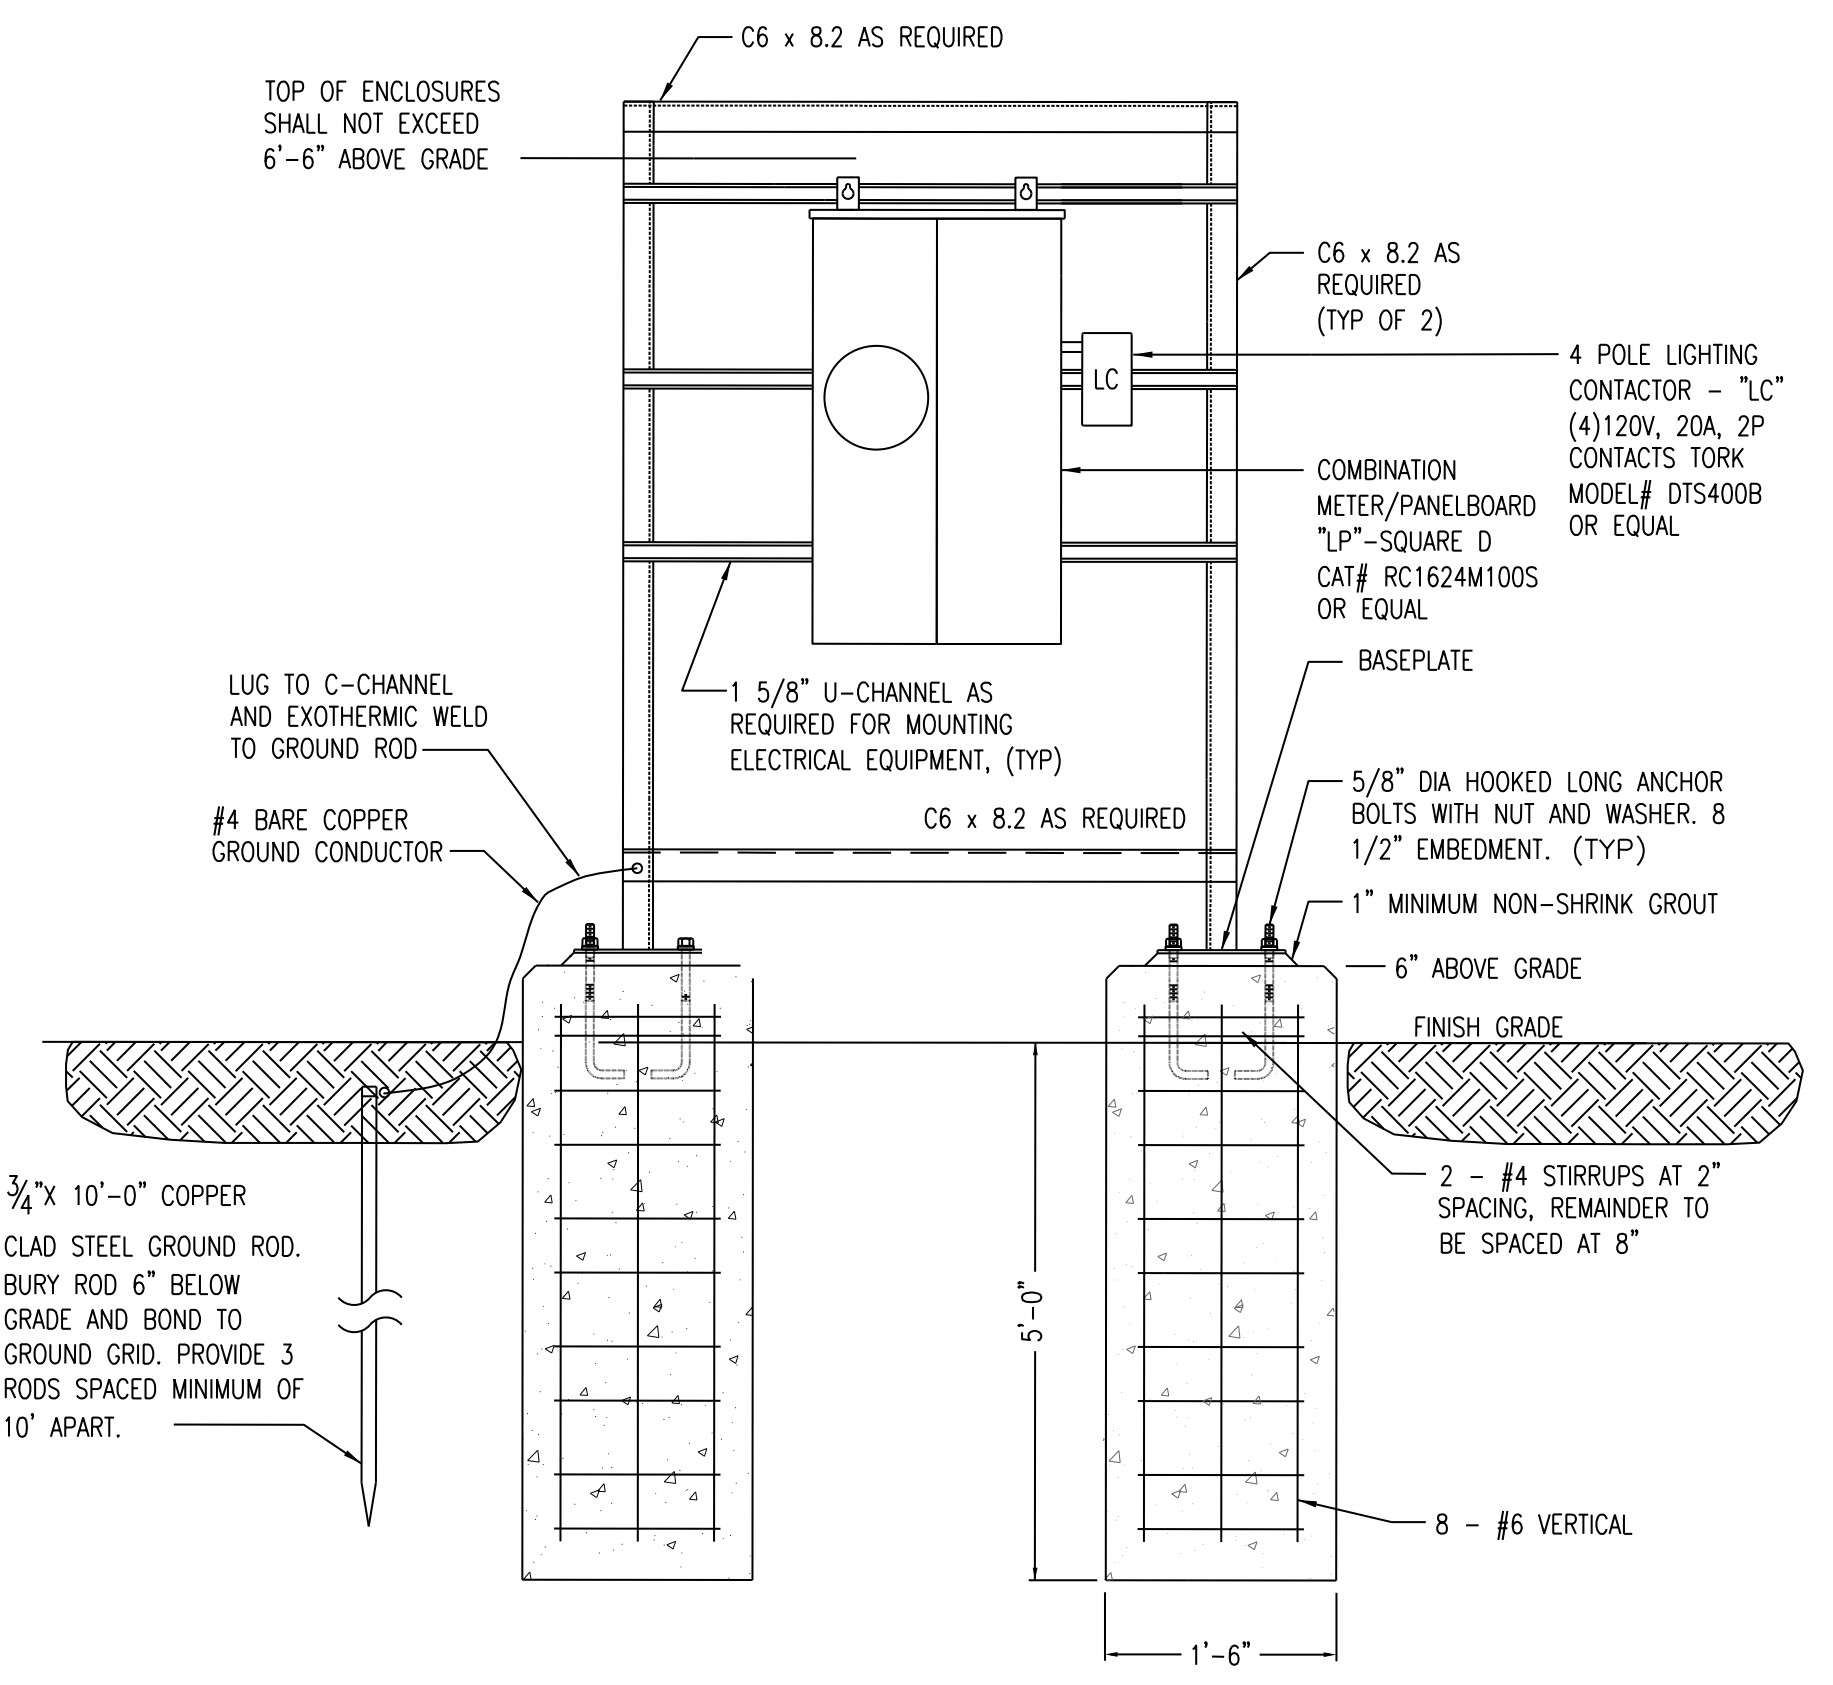 C6 x 8.2 AS REQUIRED
TOP OF ENCLOSURES
SHALL NOT EXCEED
6'-6" ABOVE GRADE
C6 x 8.2 AS
REQUIRED
(TYP OF 2)
4 POLE LIGHTING
CONTACTOR - "LC"
(4)120V, 20A, 2P
CONTACTS TORK
MODEL# DTS400B
OR EQUAL
LC
COMBINATION
METER/PANELBOARD
"LP"-SQUARE D
CAT# RC1624M100S
OR EQUAL
BASEPLATE
LUG TO C-CHANNEL
AND EXOTHERMIC WELD
TO GROUND ROD
1 5/8" U-CHANNEL AS
REQUIRED FOR MOUNTING
ELECTRICAL EQUIPMENT, (TYP)
#4 BARE COPPER
GROUND CONDUCTOR
C6 x 8.2 AS REQUIRED
5/8" DIA HOOKED LONG ANCHOR
BOLTS WITH NUT AND WASHER. 8
1/2" EMBEDMENT. (TYP)
1" MINIMUM NON-SHRINK GROUT
6" ABOVE GRADE
FINISH GRADE
2 - #4 STIRRUPS AT 2"
SPACING, REMAINDER TO
BE SPACED AT 8"
3/4"X 10'-0" COPPER
CLAD STEEL GROUND ROD.
BURY ROD 6" BELOW
GRADE AND BOND TO
GROUND GRID. PROVIDE 3
RODS SPACED MINIMUM OF
10' APART.
5'-0"
8 - #6 VERTICAL
1'-6"